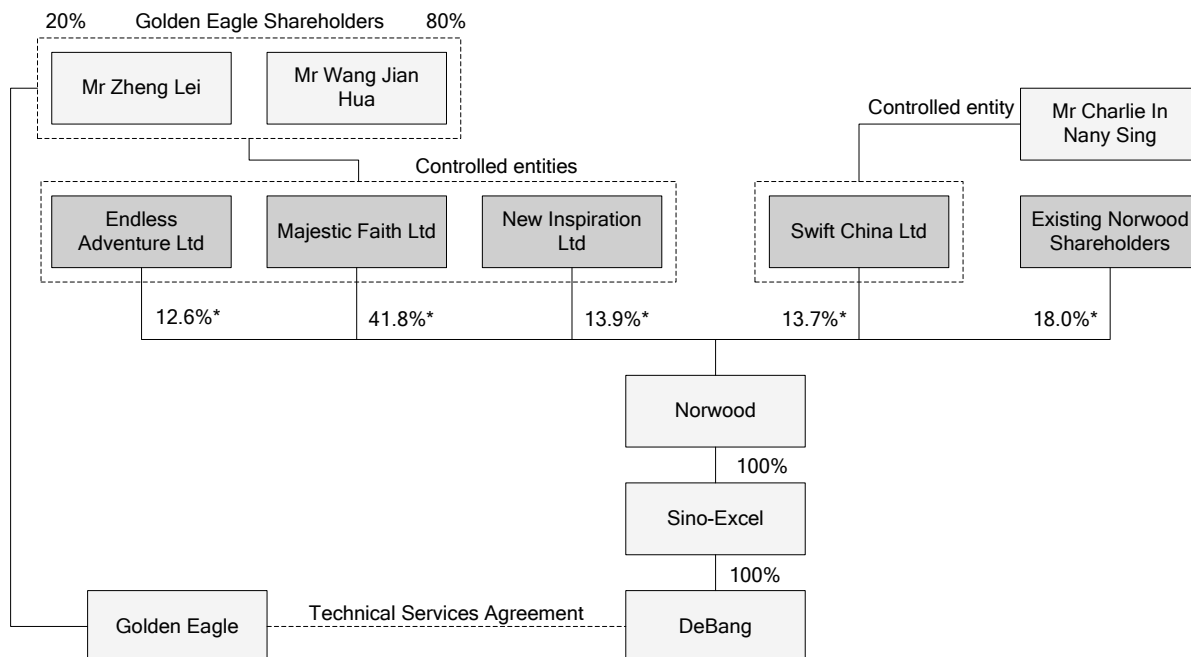 20% Golden Eagle Shareholders 80%
Mr Zheng Lei
Mr Wang Jian
Hua
Controlled entity
Mr Charlie In
Nany Sing
Controlled entities
Endless
Adventure Ltd
Majestic Faith Ltd
New Inspiration
Ltd
Swift China Ltd
Existing Norwood
Shareholders
12.6%* 41.8%* 13.9%* 13.7%* 18.0%*
Norwood
100%
Sino-Excel
100%
Golden Eagle
Technical Services Agreement
DeBang